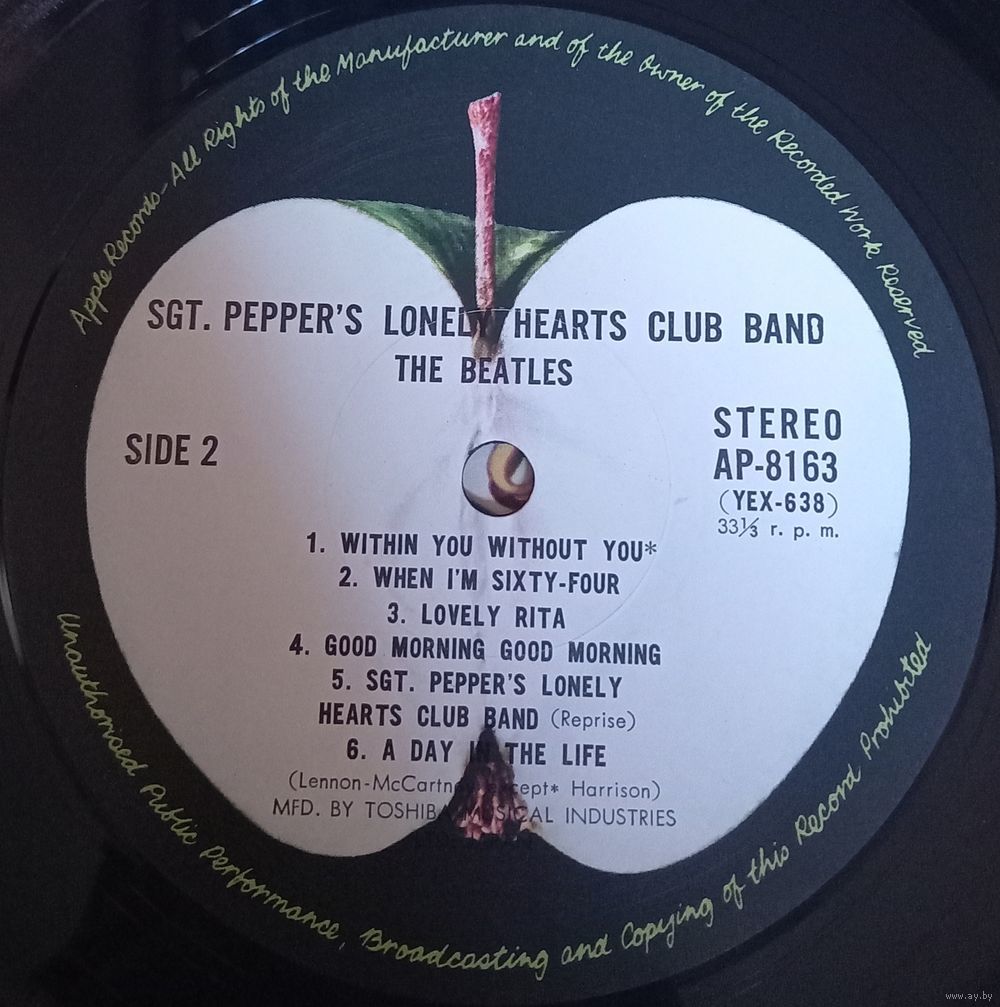 Apple Records - All Rights of the Manufacturer and of the Owner of the Recorded Work Reserved
SGT. PEPPER'S LONELY HEARTS CLUB BAND
THE BEATLES
SIDE 2
STEREO
AP-8163
(YEX-638)
33⅓ r. p. m.
1. WITHIN YOU WITHOUT YOU*
2. WHEN I'M SIXTY-FOUR
3. LOVELY RITA
4. GOOD MORNING GOOD MORNING
5. SGT. PEPPER'S LONELY
HEARTS CLUB BAND (Reprise)
6. A DAY IN THE LIFE
(Lennon-McCartney except* Harrison)
MFD. BY TOSHIBA MUSICAL INDUSTRIES
Unauthorised Public Performance, Broadcasting and Copying of this Record Prohibited
www.ay.by